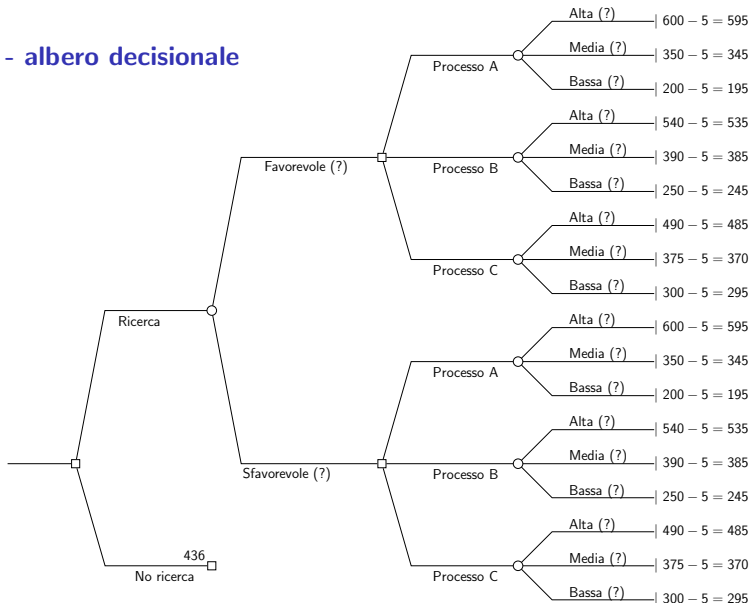 - albero decisionale
Alta (?) | 600 − 5 = 595
Processo A Media (?) | 350 − 5 = 345
Bassa (?) | 200 − 5 = 195
Alta (?) | 540 − 5 = 535
Favorevole (?) Processo B Media (?) | 390 − 5 = 385
Bassa (?) | 250 − 5 = 245
Alta (?) | 490 − 5 = 485
Processo C Media (?) | 375 − 5 = 370
Bassa (?) | 300 − 5 = 295
Ricerca
Alta (?) | 600 − 5 = 595
Processo A Media (?) | 350 − 5 = 345
Bassa (?) | 200 − 5 = 195
Alta (?) | 540 − 5 = 535
Sfavorevole (?) Processo B Media (?) | 390 − 5 = 385
Bassa (?) | 250 − 5 = 245
Alta (?) | 490 − 5 = 485
436
No ricerca Processo C Media (?) | 375 − 5 = 370
Bassa (?) | 300 − 5 = 295